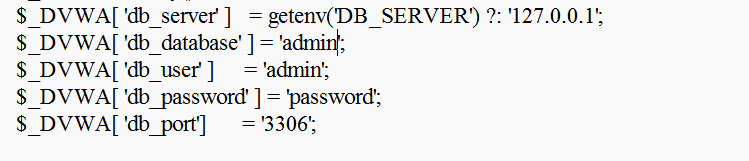 $_DVWA[ 'db_server' ]   = getenv('DB_SERVER') ?: '127.0.0.1';
$_DVWA[ 'db_database' ] = 'admin';
$_DVWA[ 'db_user' ]     = 'admin';
$_DVWA[ 'db_password' ] = 'password';
$_DVWA[ 'db_port']      = '3306';